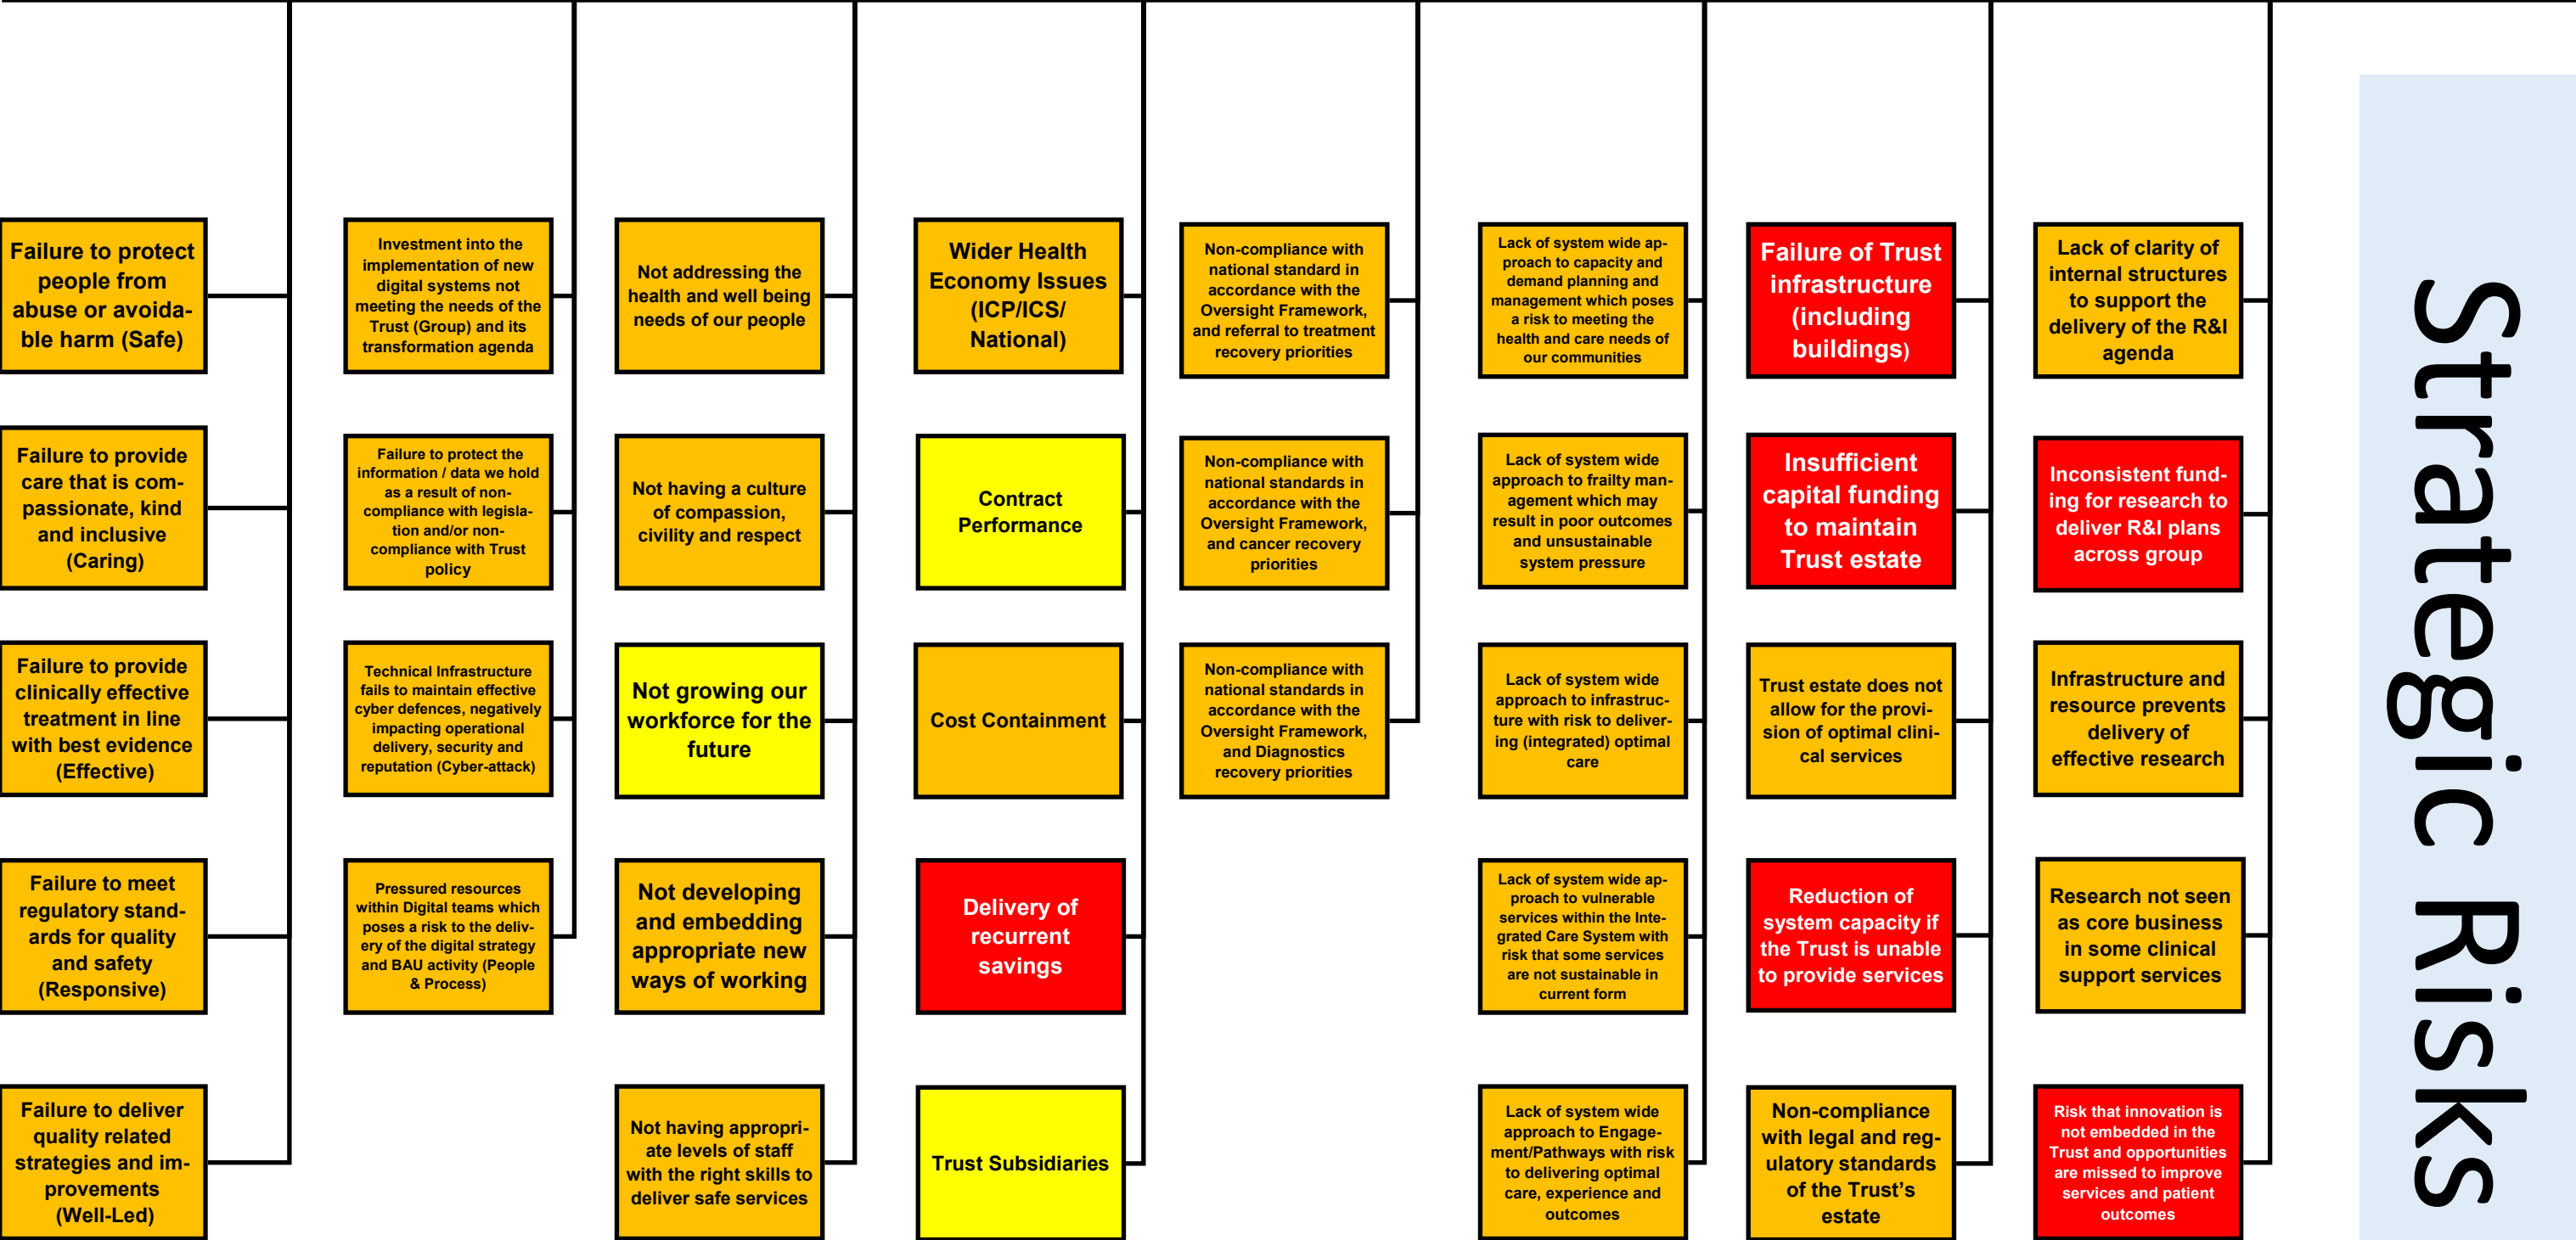 Failure to protect
people from
abuse or avoida-
ble harm (Safe)
Failure to provide
care that is com-
passionate, kind
and inclusive
(Caring)
Failure to provide
clinically effective
treatment in line
with best evidence
(Effective)
Failure to meet
regulatory stand-
ards for quality
and safety
(Responsive)
Failure to deliver
quality related
strategies and im-
provements
(Well-Led)
Investment into the
implementation of new
digital systems not
meeting the needs of the
Trust (Group) and its
transformation agenda
Failure to protect the
information / data we hold
as a result of non-
compliance with legisla-
tion and/or non-
compliance with Trust
policy
Technical Infrastructure
fails to maintain effective
cyber defences, negatively
impacting operational
delivery, security and
reputation (Cyber-attack)
Pressured resources
within Digital teams which
poses a risk to the deliv-
ery of the digital strategy
and BAU activity (People
& Process)
Not addressing the
health and well being
needs of our people
Not having a culture
of compassion,
civility and respect
Not growing our
workforce for the
future
Not developing
and embedding
appropriate new
ways of working
Not having appropri-
ate levels of staff
with the right skills to
deliver safe services
Wider Health
Economy Issues
(ICP/ICS/
National)
Contract
Performance
Cost Containment
Delivery of
recurrent
savings
Trust Subsidiaries
Non-compliance with
national standard in
accordance with the
Oversight Framework,
and referral to treatment
recovery priorities
Non-compliance with
national standards in
accordance with the
Oversight Framework,
and cancer recovery
priorities
Non-compliance with
national standards in
accordance with the
Oversight Framework,
and Diagnostics
recovery priorities
Lack of system wide ap-
proach to capacity and
demand planning and
management which poses
a risk to meeting the
health and care needs of
our communities
Lack of system wide
approach to frailty man-
agement which may
result in poor outcomes
and unsustainable
system pressure
Lack of system wide
approach to infrastruc-
ture with risk to deliver-
ing (integrated) optimal
care
Lack of system wide ap-
proach to vulnerable
services within the Inte-
grated Care System with
risk that some services
are not sustainable in
current form
Lack of system wide
approach to Engage-
ment/Pathways with risk
to delivering optimal
care, experience and
outcomes
Failure of Trust
infrastructure
(including
buildings)
Insufficient
capital funding
to maintain
Trust estate
Trust estate does not
allow for the provi-
sion of optimal clini-
cal services
Reduction of
system capacity if
the Trust is unable
to provide services
Non-compliance
with legal and reg-
ulatory standards
of the Trust's
estate
Lack of clarity of
internal structures
to support the
delivery of the R&I
agenda
Inconsistent fund-
ing for research to
deliver R&I plans
across group
Infrastructure and
resource prevents
delivery of
effective research
Research not seen
as core business
in some clinical
support services
Risk that innovation is
not embedded in the
Trust and opportunities
are missed to improve
services and patient
outcomes
Strategic Risks